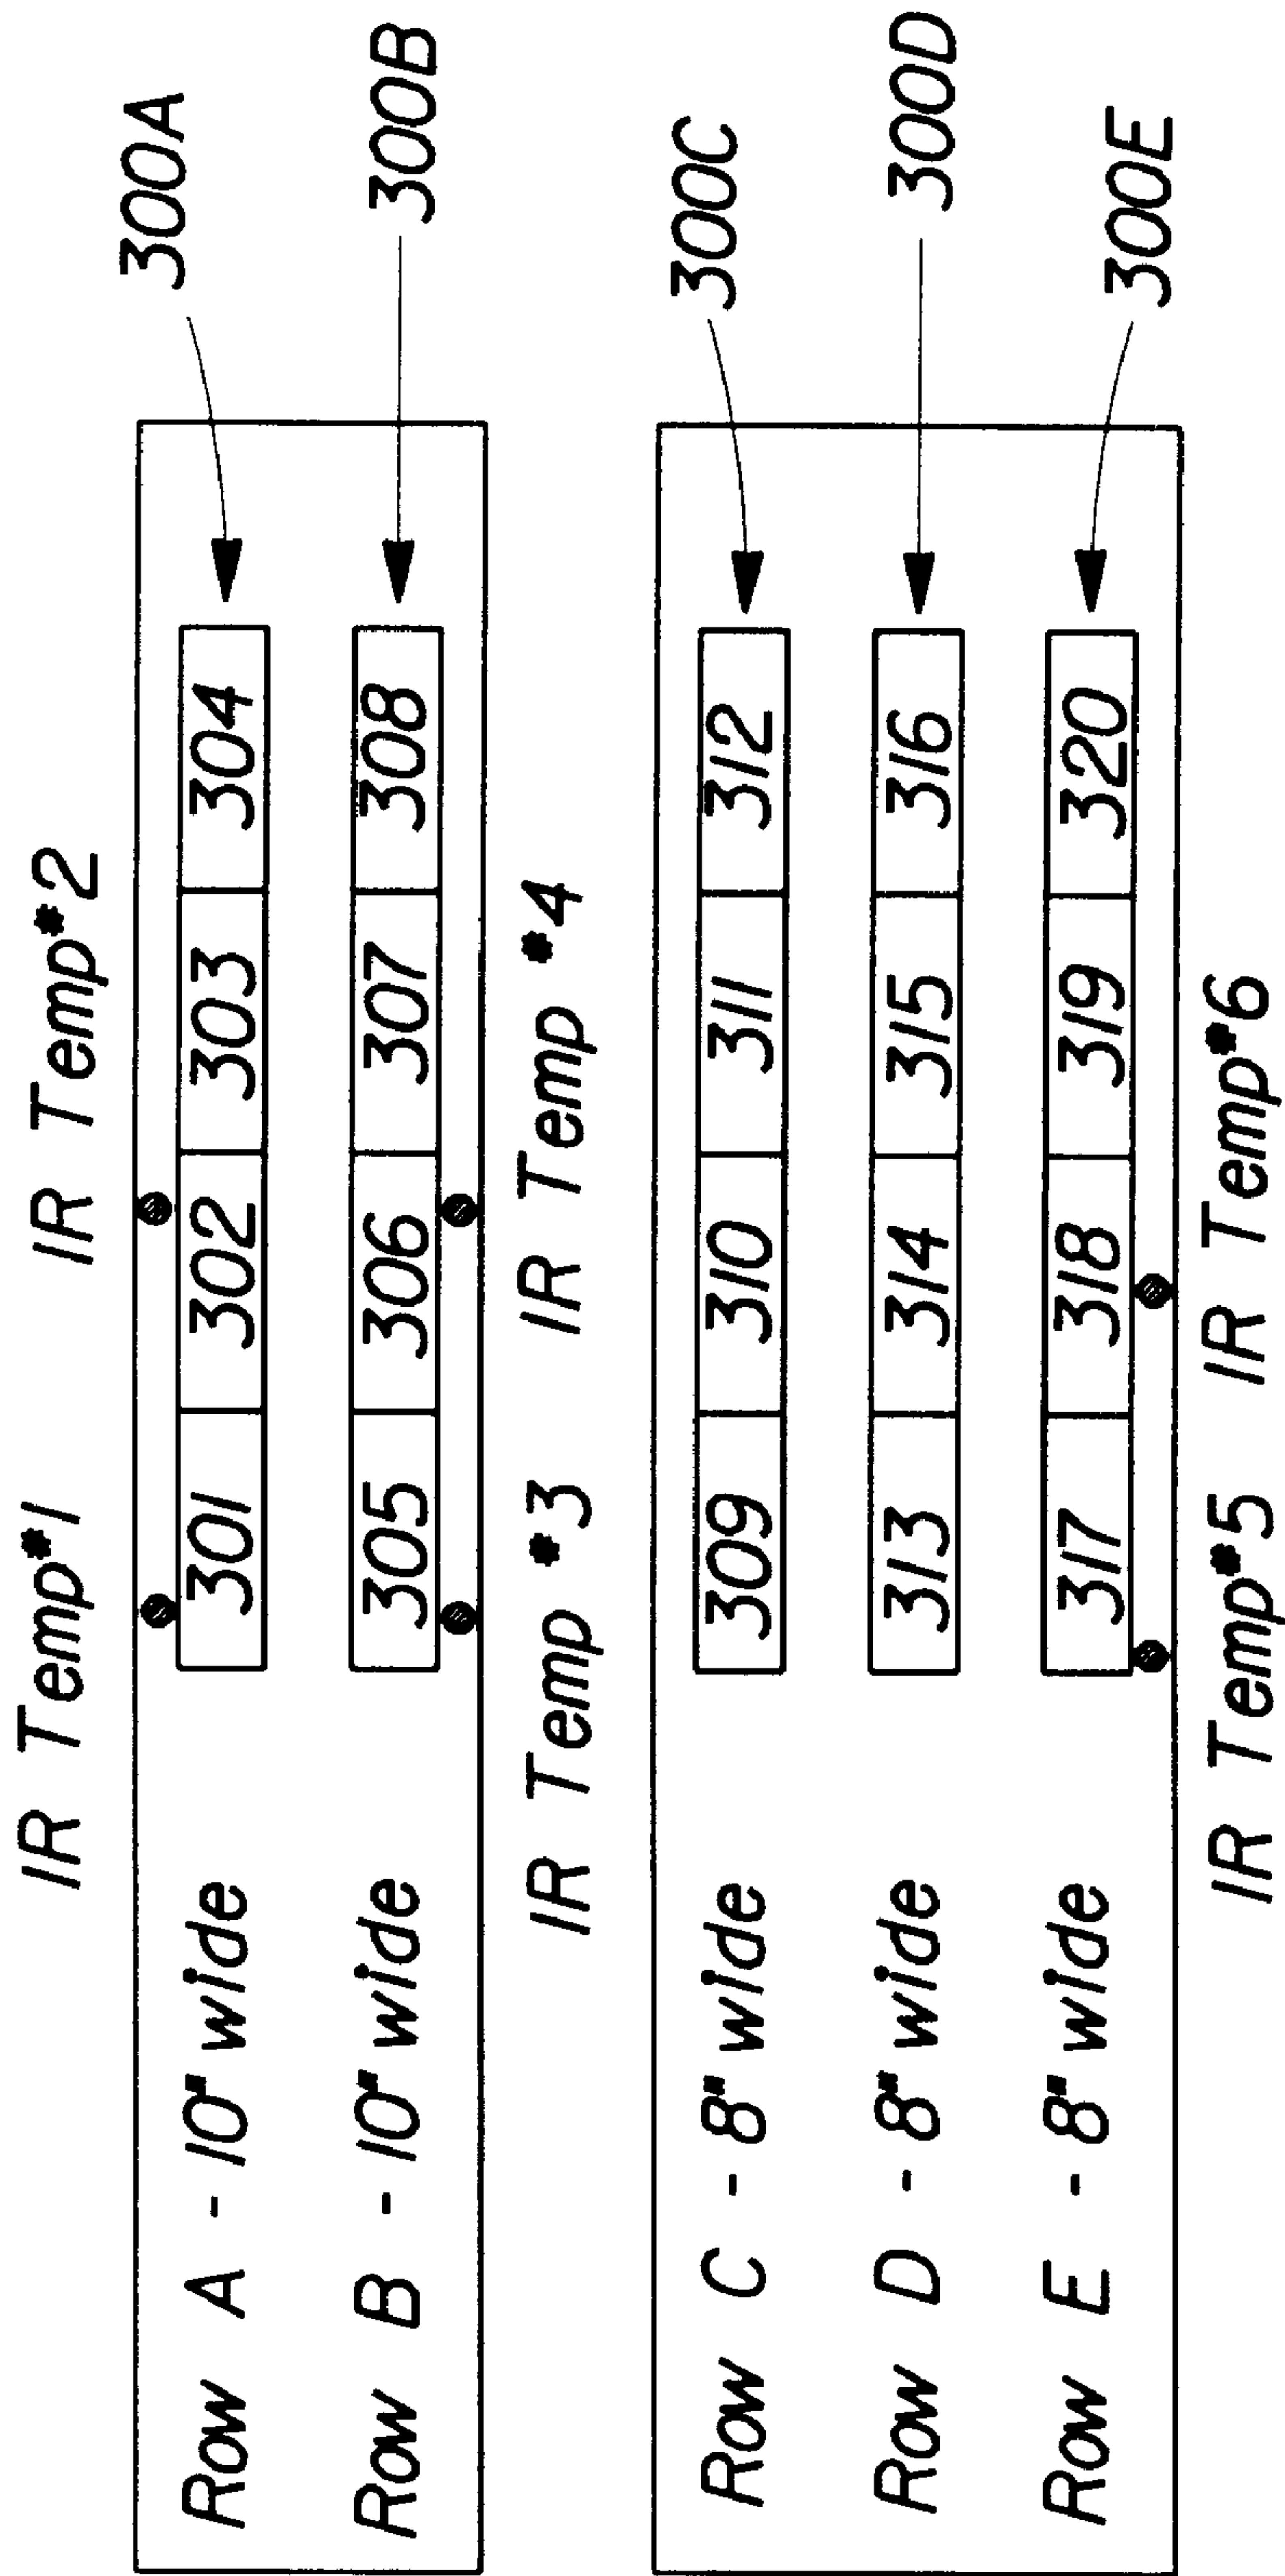 IR Temp#1 IR Temp#2
Row A - 10" wide 301 302 303 304 300A
Row B - 10" wide 305 306 307 308 300B
IR Temp #3 IR Temp #4
Row C - 8" wide 309 310 311 312 300C
Row D - 8" wide 313 314 315 316 300D
Row E - 8" wide 317 318 319 320 300E
IR Temp#5 IR Temp#6